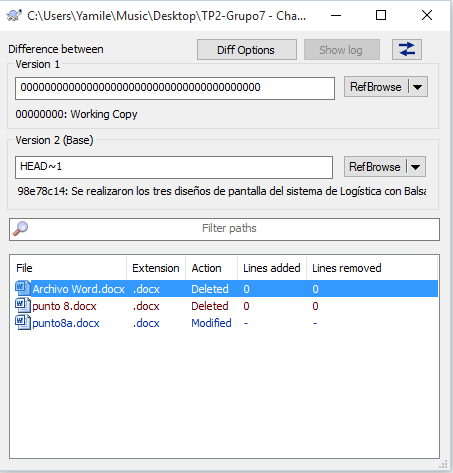 C:\Users\Yamile\Music\Desktop\TP2-Grupo7 - Cha...
Difference between
Diff Options
Show log
Version 1
0000000000000000000000000000000000000000
RefBrowse
00000000: Working Copy
Version 2 (Base)
HEAD~1
RefBrowse
98e78c14: Se realizaron los tres diseños de pantalla del sistema de Logística con Balsa
Filter paths
File Extension Action Lines added Lines removed
Archivo Word.docx .docx Deleted 0 0
punto 8.docx .docx Deleted 0 0
punto8a.docx .docx Modified - -